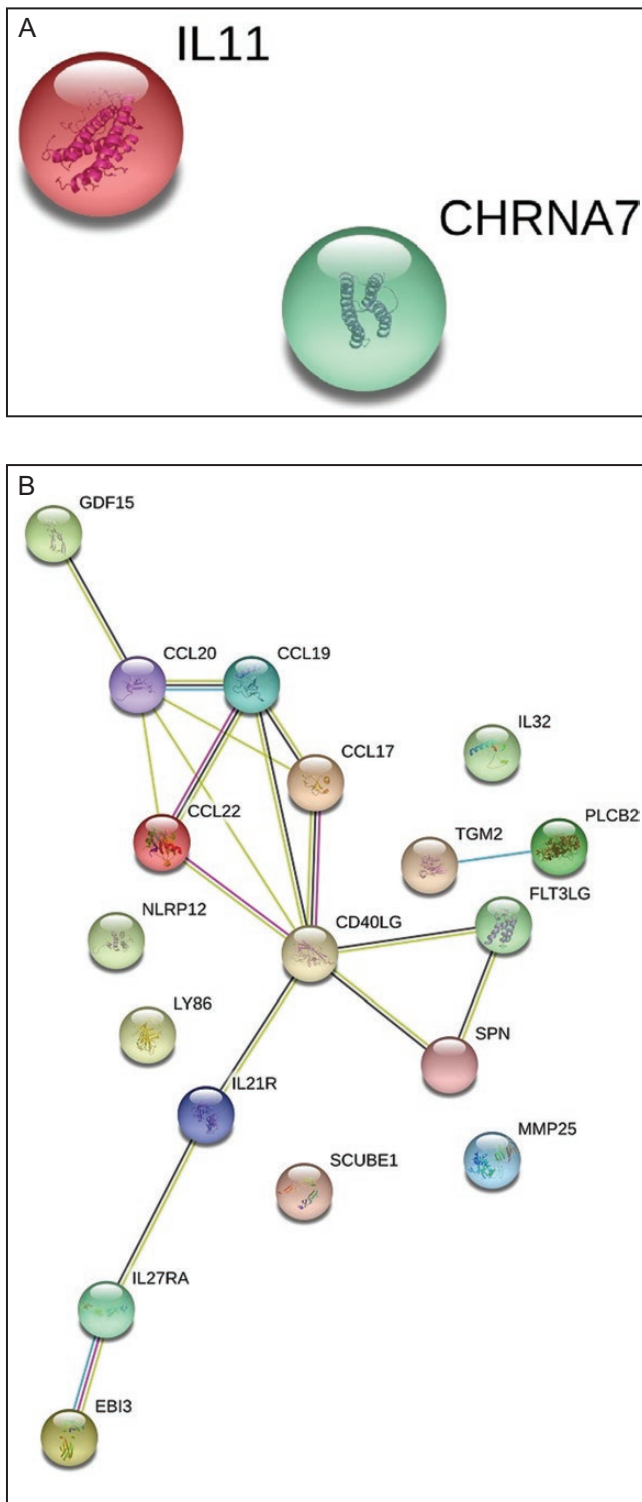 A
IL11
CHRNA7
B
GDF15
CCL20
CCL19
IL32
CCL17
PLCB2
TGM2
CCL22
FLT3LG
NLRP12
CD40LG
LY86
SPN
IL21R
MMP25
SCUBE1
IL27RA
EBI3